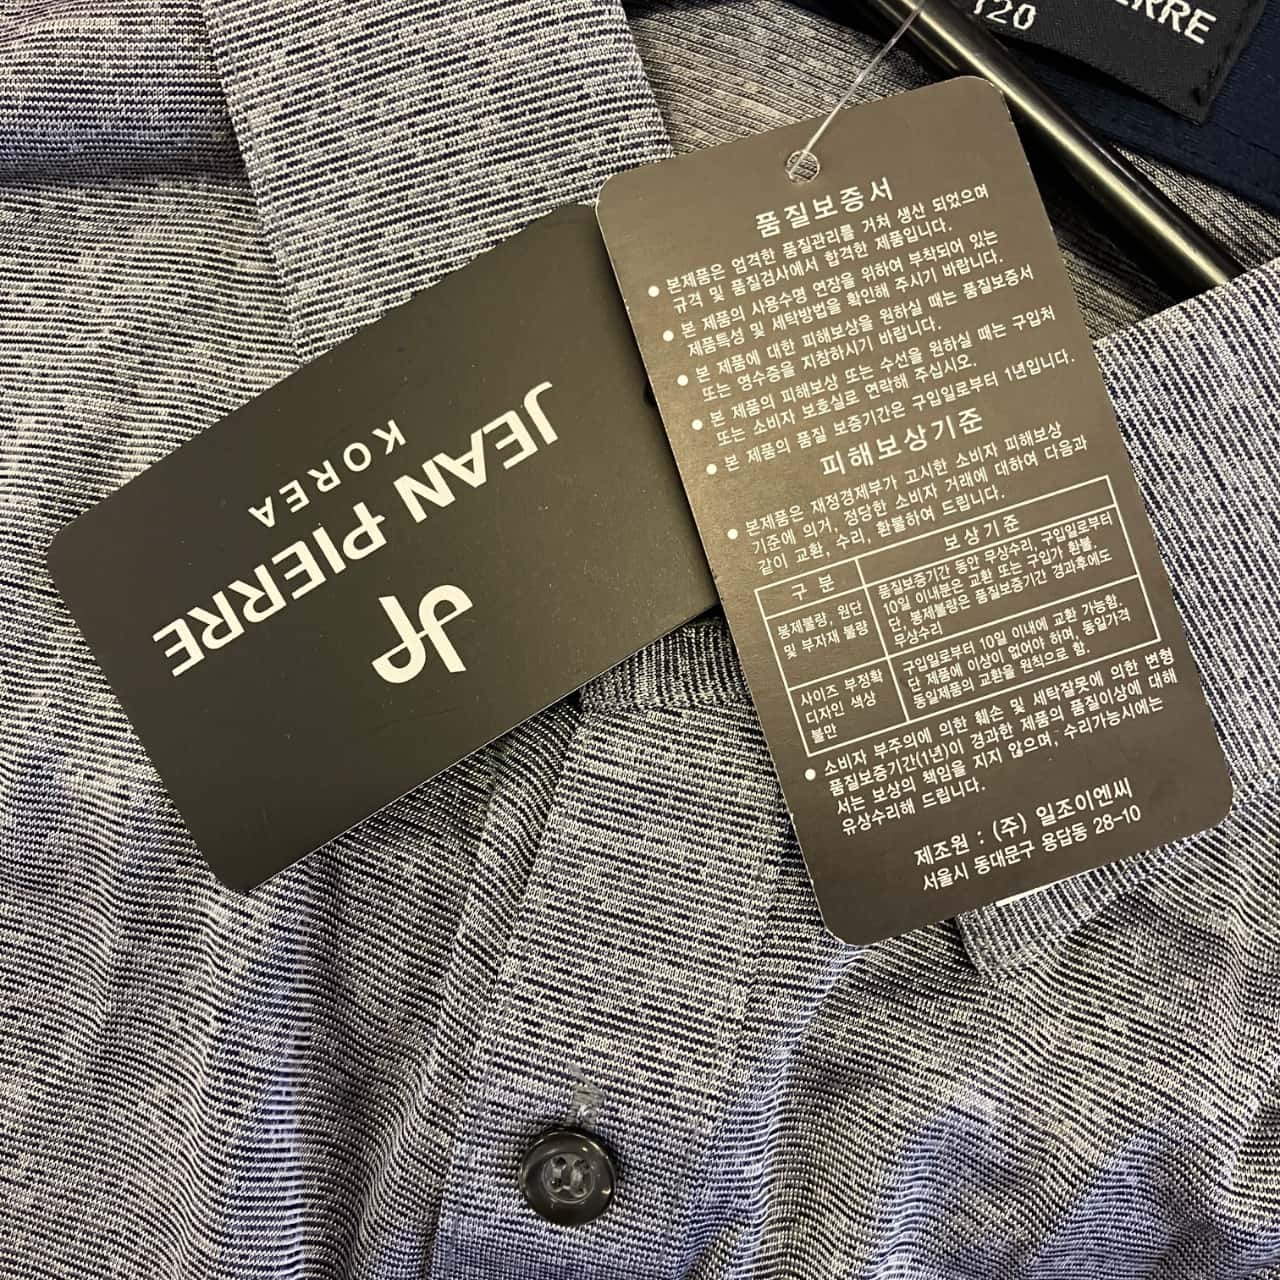 ERRE
120
JP
JEAN PIERRE
KOREA
품질보증서
● 본제품은 엄격한 품질관리를 거쳐 생산 되었으며
규격 및 품질검사에서 합격한 제품입니다.
● 본 제품의 사용수명 연장을 위하여 부착되어 있는
제품특성 및 세탁방법을 확인해 주시기 바랍니다.
● 본 제품에 대한 피해보상을 원하실 때는 품질보증서
또는 영수증을 지참하시기 바랍니다.
● 본 제품의 피해보상 또는 수선을 원하실 때는 구입처
또는 소비자 보호실로 연락해 주십시오.
● 본 제품의 품질 보증기간은 구입일로부터 1년입니다.
피해보상기준
● 본제품은 재정경제부가 고시한 소비자 피해보상
기준에 의거, 정당한 소비자 거래에 대하여 다음과
같이 교환, 수리, 환불하여 드립니다.
구 분
보상기준
봉제불량, 원단
및 부자재 불량
품질보증기간 동안 무상수리, 구입일로부터
10일 이내분은 교환 또는 구입가 환불,
단, 봉제불량은 품질보증기간 경과후에도
무상수리
사이즈 부정확
디자인 색상
불만
구입일로부터 10일 이내에 교환 가능함,
단 제품에 이상이 없어야 하며, 동일가격
동일제품의 교환을 원칙으로 함.
● 소비자 부주의에 의한 훼손 및 세탁잘못에 의한 변형
품질보증기간(1년)이 경과한 제품의 품질이상에 대해
서는 보상의 책임을 지지 않으며, 수리가능시에는
유상수리해 드립니다.
제조원 : (주) 일조이엔씨
서울시 동대문구 용답동 28-10